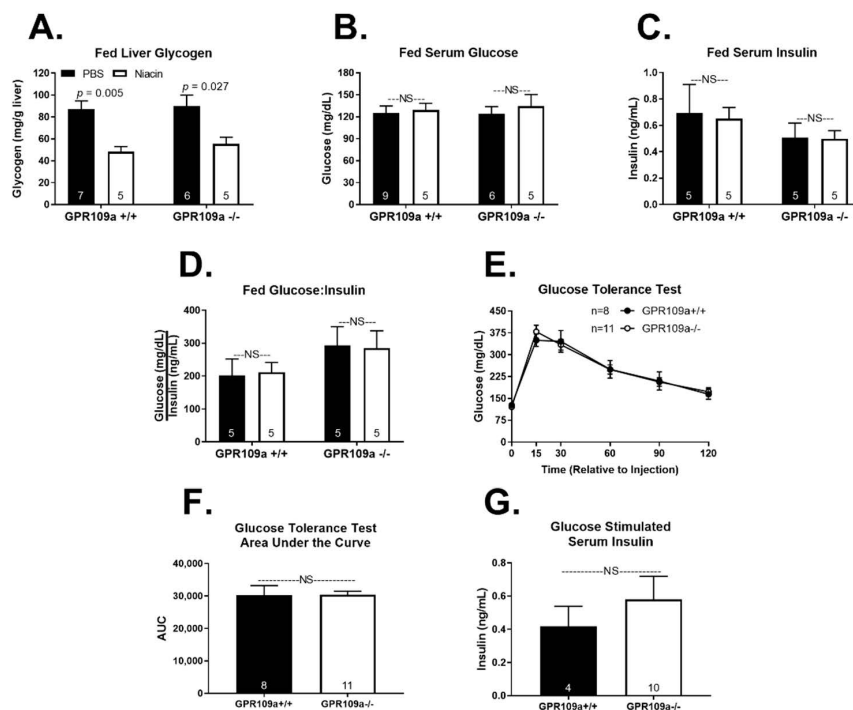 A.
Fed Liver Glycogen
PBS Niacin
p = 0.005 p = 0.027
Glycogen (mg/g liver)
120
100
80
60
40
20
0
7 5 6 5
GPR109a +/+ GPR109a -/-
B.
Fed Serum Glucose
Glucose (mg/dL)
180
150
120
90
60
30
0
---NS--- ---NS---
9 5 6 5
GPR109a +/+ GPR109a -/-
C.
Fed Serum Insulin
Insulin (ng/mL)
1.0
0.8
0.6
0.4
0.2
0.0
---NS--- ---NS---
5 5 5 5
GPR109a +/+ GPR109a -/-
D.
Fed Glucose:Insulin
Glucose (mg/dL)
Insulin (ng/mL)
400
300
200
100
0
---NS--- ---NS---
5 5 5 5
GPR109a +/+ GPR109a -/-
E.
Glucose Tolerance Test
n=8 GPR109a+/+
n=11 GPR109a-/-
Glucose (mg/dL)
450
375
300
225
150
75
0
0 15 30 60 90 120
Time (Relative to Injection)
F.
Glucose Tolerance Test
Area Under the Curve
AUC
40,000
30,000
20,000
10,000
0
-----------NS-----------
8 11
GPR109a+/+ GPR109a-/-
G.
Glucose Stimulated
Serum Insulin
Insulin (ng/mL)
0.8
0.6
0.4
0.2
0.0
-----------NS-----------
4 10
GPR109a+/+ GPR109a-/-